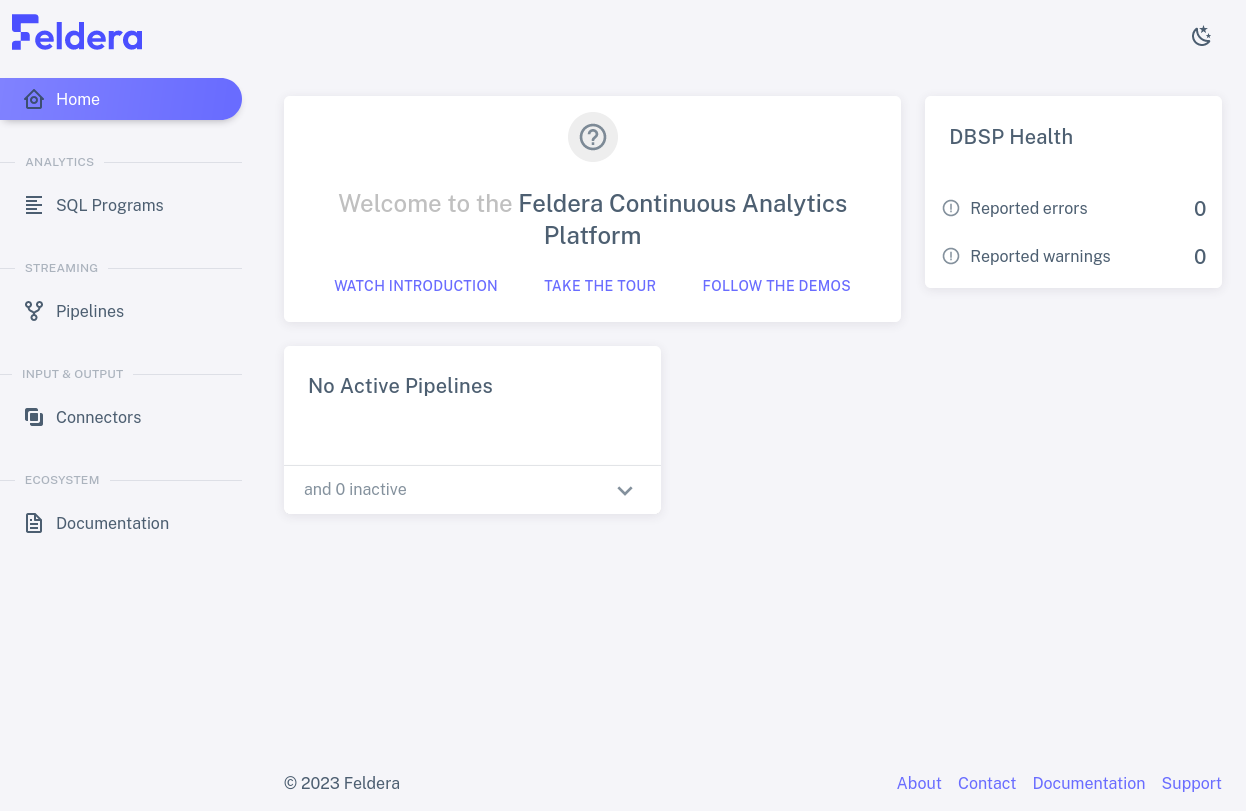 Feldera
Home
ANALYTICS
SQL Programs
STREAMING
Pipelines
INPUT & OUTPUT
Connectors
ECOSYSTEM
Documentation
Welcome to the Feldera Continuous Analytics
Platform
WATCH INTRODUCTION TAKE THE TOUR FOLLOW THE DEMOS
DBSP Health
Reported errors 0
Reported warnings 0
No Active Pipelines
and 0 inactive
© 2023 Feldera
About Contact Documentation Support